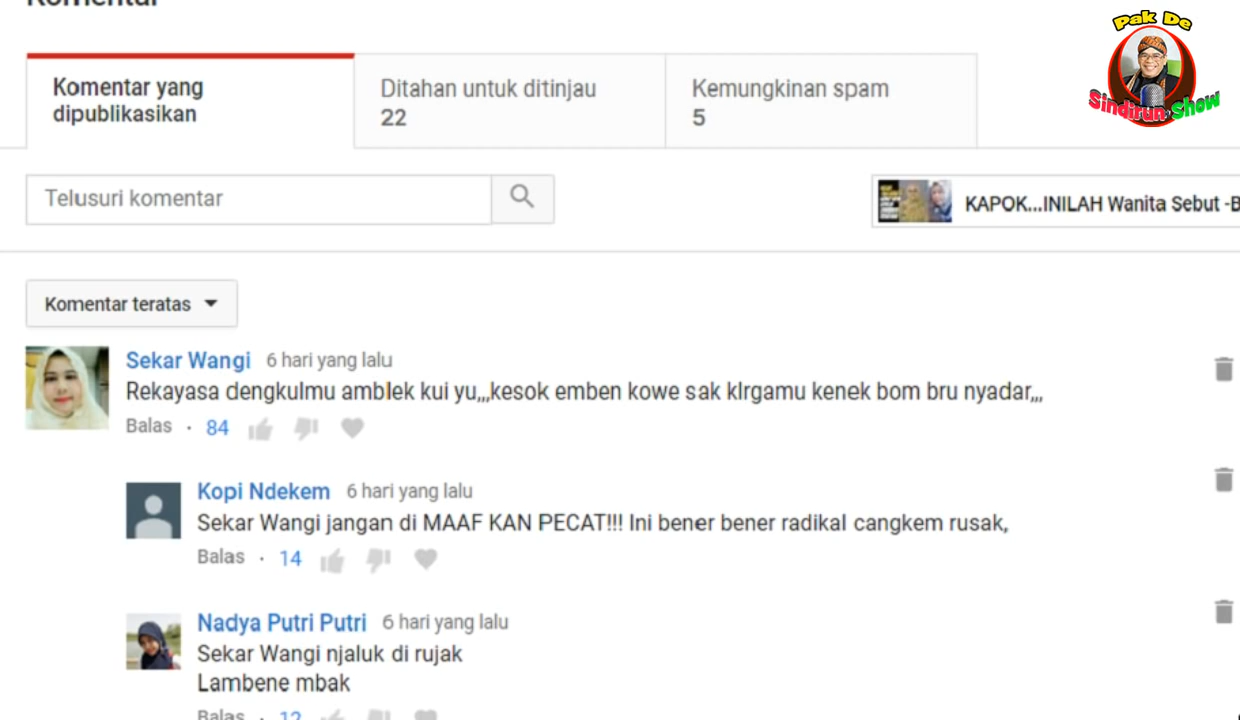 Komentar
Pak De
Sindirun Show
Komentar yang
dipublikasikan
Ditahan untuk ditinjau
22
Kemungkinan spam
5
Telusuri komentar
KAPOK...INILAH Wanita Sebut -B
Komentar teratas
Sekar Wangi 6 hari yang lalu
Rekayasa dengkulmu amblek kui yu,,,kesok emben kowe sak klrgamu kenek bom bru nyadar,,,
Balas · 84
Kopi Ndekem 6 hari yang lalu
Sekar Wangi jangan di MAAF KAN PECAT!!! Ini bener bener radikal cangkem rusak,
Balas · 14
Nadya Putri Putri 6 hari yang lalu
Sekar Wangi njaluk di rujak
Lambene mbak
Balas · 12